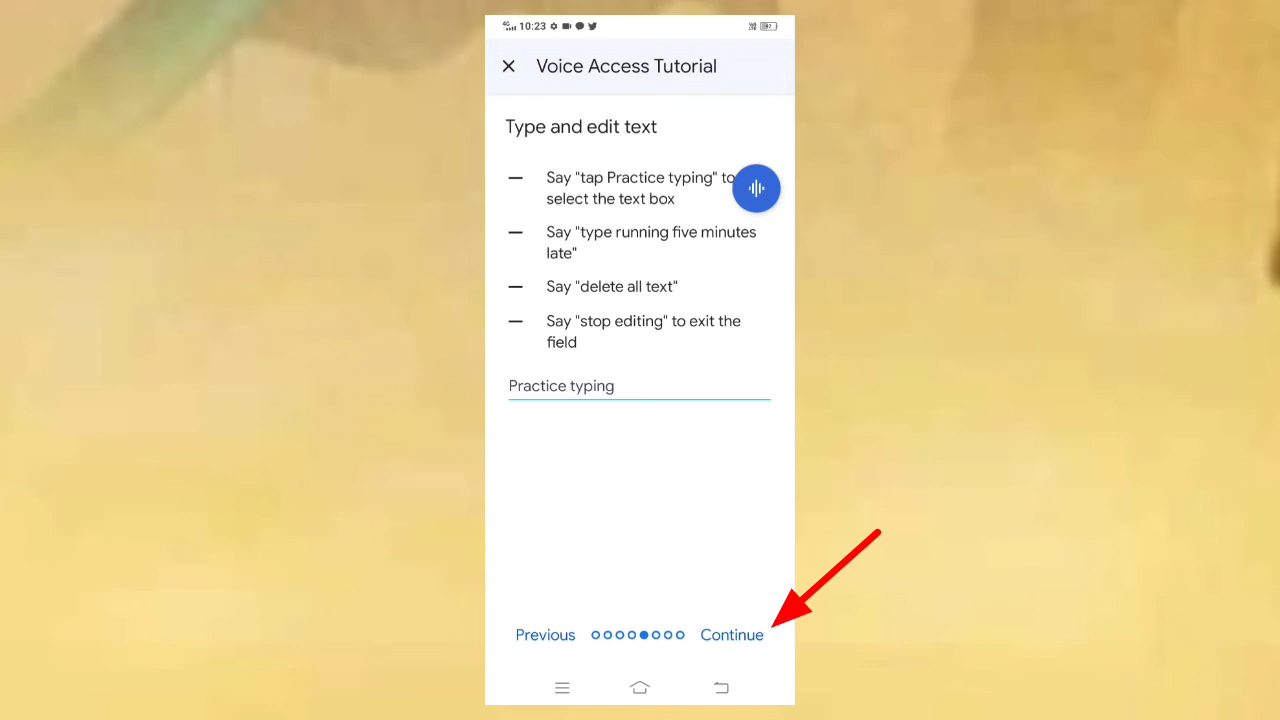 10:23
Voice Access Tutorial
Type and edit text
Say "tap Practice typing" to
select the text box
Say "type running five minutes
late"
Say "delete all text"
Say "stop editing" to exit the
field
Practice typing
Previous Continue